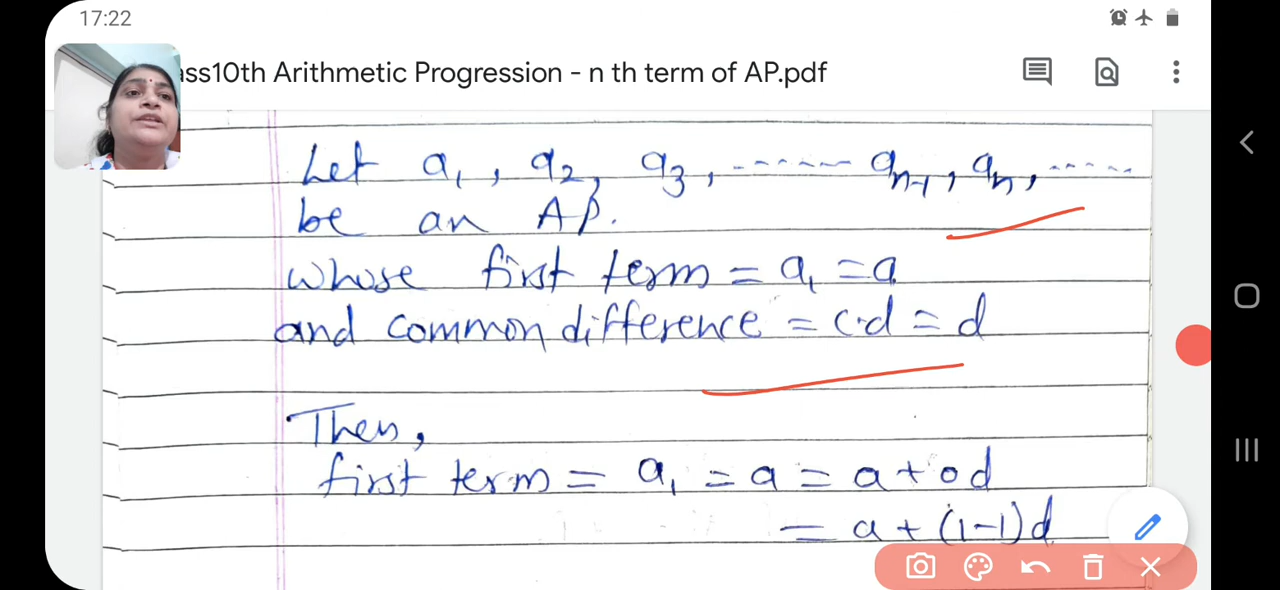 17:22
ass10th Arithmetic Progression - n th term of AP.pdf
Let a₁, a₂, a₃, ------ aₙ₋₁, aₙ, -----
be an AP.
whose first term = a₁ = a
and common difference = c.d = d
Then,
first term = a₁ = a = a + 0d
= a + (1-1)d